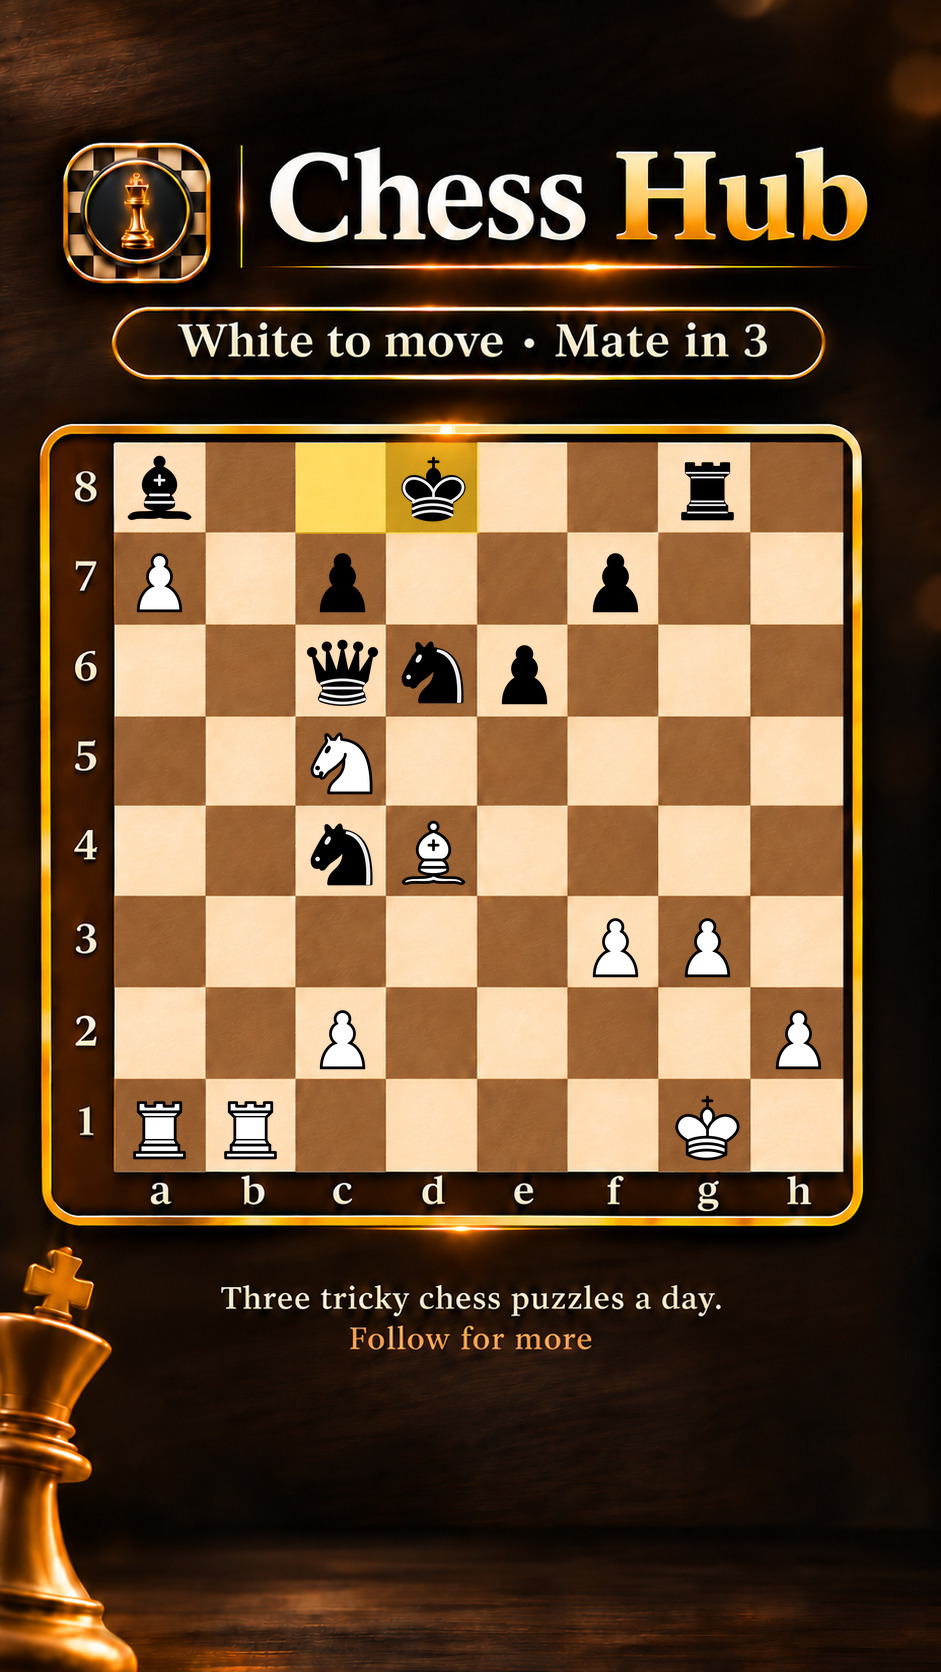 Chess Hub
White to move • Mate in 3
8
7
6
5
4
3
2
1
a b c d e f g h
Three tricky chess puzzles a day.
Follow for more